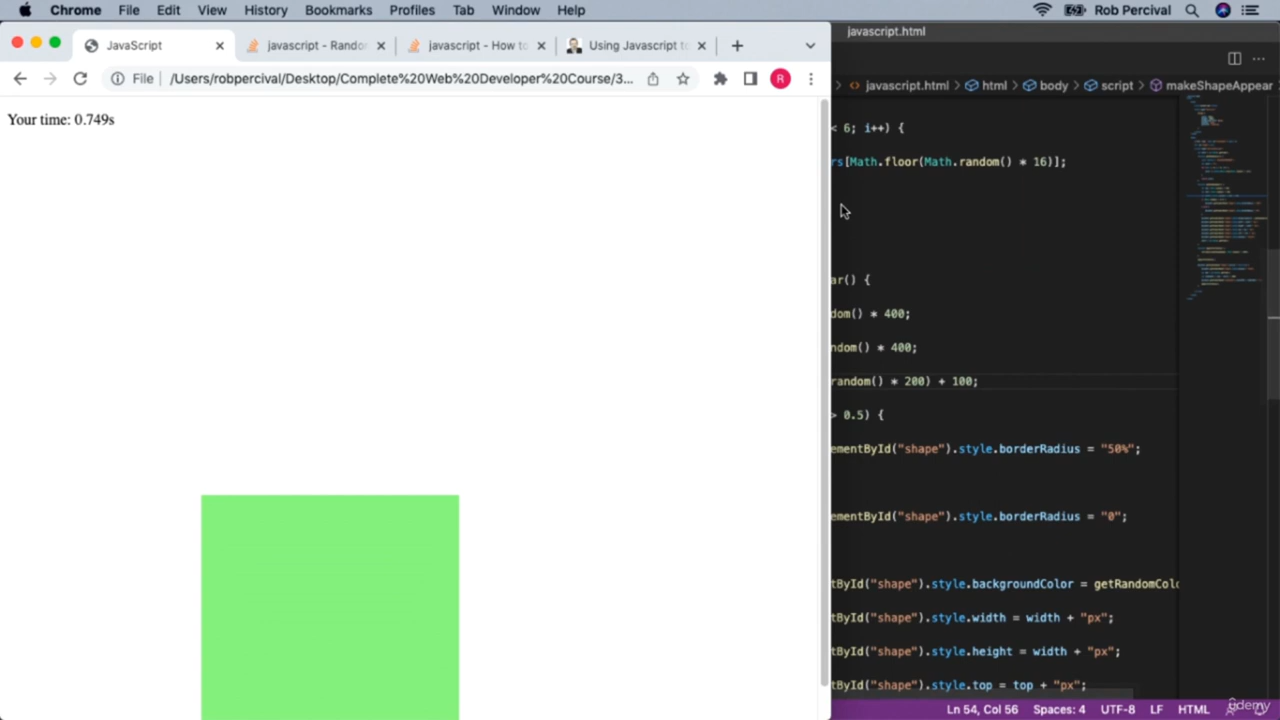 Chrome File Edit View History Bookmarks Profiles Tab Window Help Rob Percival
JavaScript javascript - Rando javascript - How to Using Javascript to
javascript.html
File /Users/robpercival/Desktop/Complete%20Web%20Developer%20Course/3...
R
javascript.html > html > body > script > makeShapeAppear
Your time: 0.749s
< 6; i++) {
rs[Math.floor(Math.random() * 16)];
ar() {
dom() * 400;
ndom() * 400;
random() * 200) + 100;
> 0.5) {
ementById("shape").style.borderRadius = "50%";
ementById("shape").style.borderRadius = "0";
tById("shape").style.backgroundColor = getRandomColo
tById("shape").style.width = width + "px";
tById("shape").style.height = width + "px";
tById("shape").style.top = top + "px";
Ln 54, Col 56 Spaces: 4 UTF-8 LF HTML
udemy